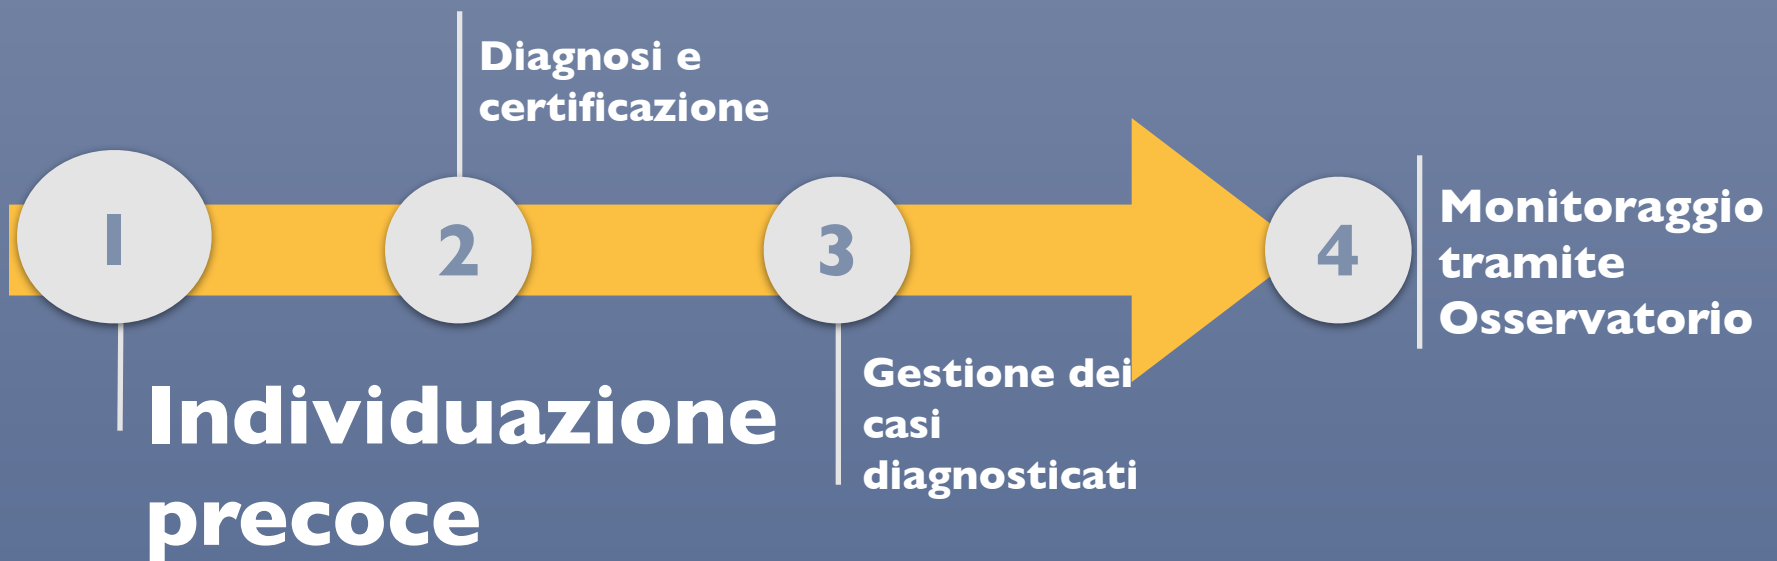 1
Individuazione
precoce
2
Diagnosi e
certificazione
3
Gestione dei
casi
diagnosticati
4
Monitoraggio
tramite
Osservatorio